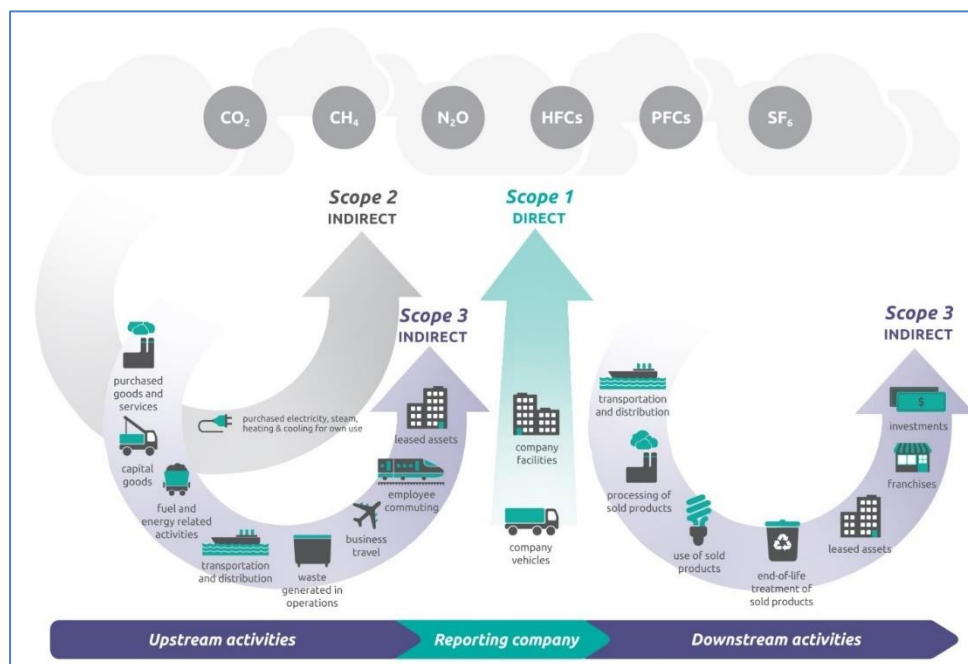 CO₂
CH₄
N₂O
HFCs
PFCs
SF₆
Scope 2
INDIRECT
Scope 1
DIRECT
Scope 3
INDIRECT
Scope 3
INDIRECT
purchased
goods and
services
capital
goods
fuel and
energy related
activities
transportation
and distribution
waste
generated in
operations
business
travel
employee
commuting
leased assets
purchased electricity, steam,
heating & cooling for own use
company
facilities
company
vehicles
transportation
and distribution
processing of
sold products
use of sold
products
end-of-life
treatment of
sold products
leased assets
franchises
$
investments
Upstream activities
Reporting company
Downstream activities